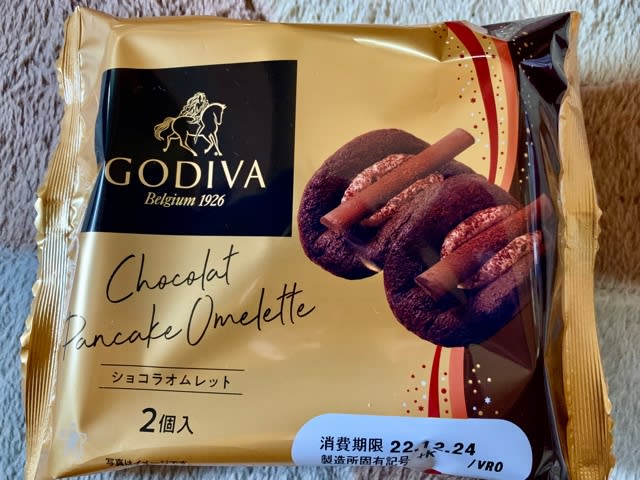 GODIVA
Belgium 1926
Chocolat
Pancake Omelette
ショコラオムレット
2個入
消費期限 22.12.24
製造所固有記号 +K /VRO